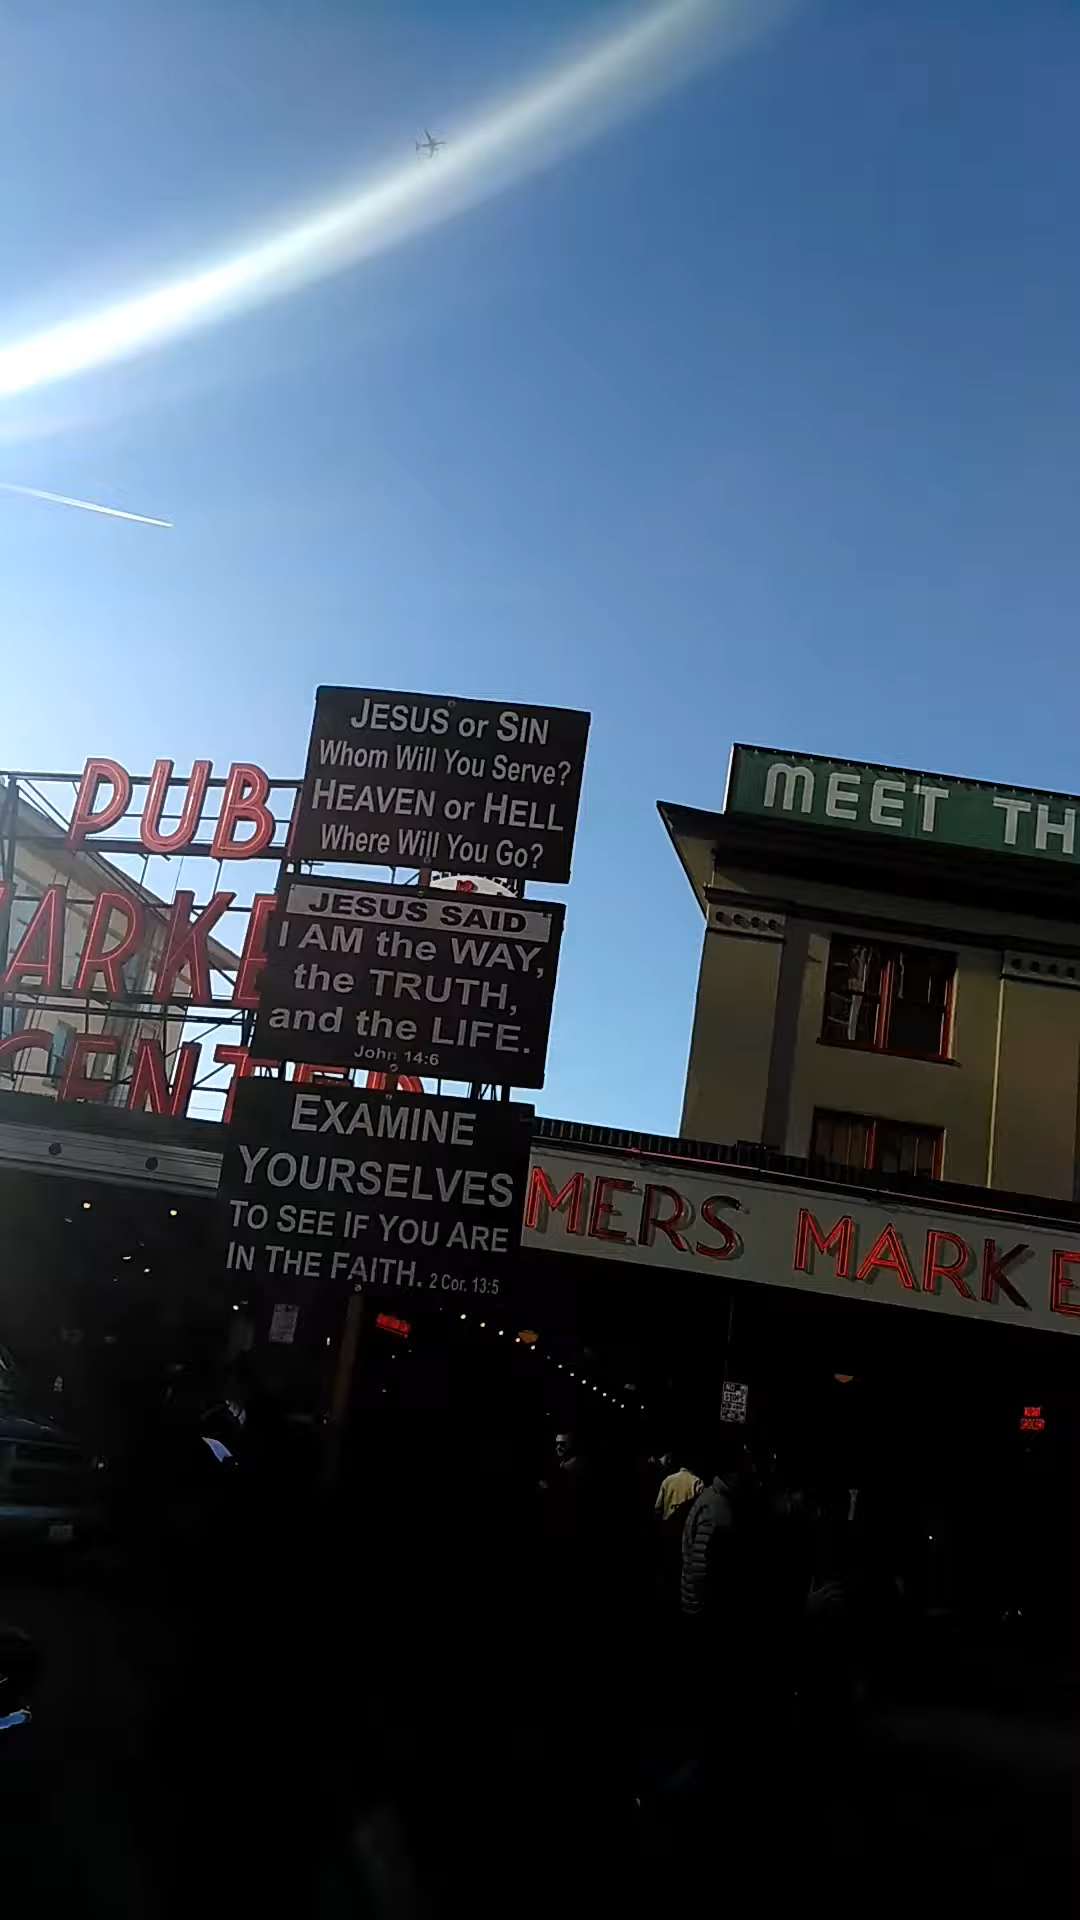 PUB
ARKE
CENTER
JESUS or SIN
Whom Will You Serve?
HEAVEN or HELL
Where Will You Go?
JESUS SAID
I AM the WAY,
the TRUTH,
and the LIFE.
John 14:6
EXAMINE
YOURSELVES
TO SEE IF YOU ARE
IN THE FAITH. 2 Cor. 13:5
MEET TH
MERS MARKE